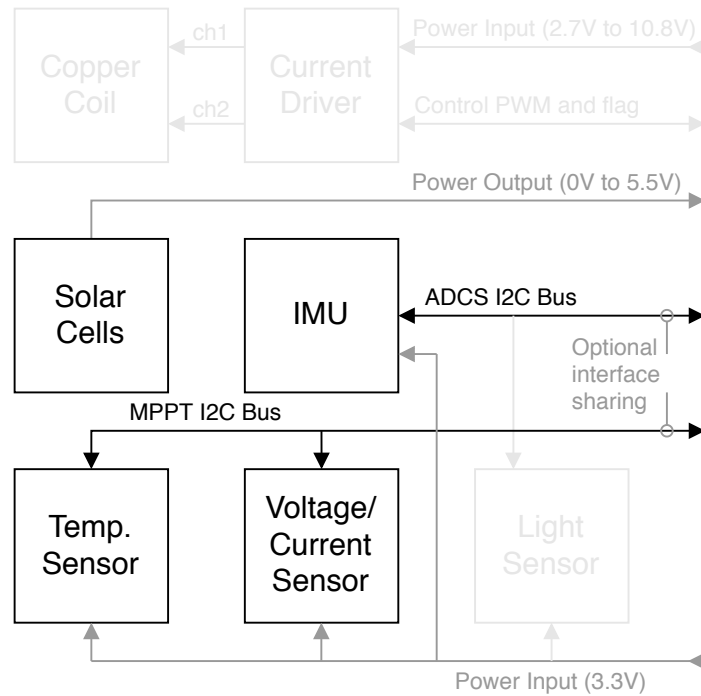 Copper
Coil
ch1
ch2
Current
Driver
Power Input (2.7V to 10.8V)
Control PWM and flag
Power Output (0V to 5.5V)
Solar
Cells
IMU
ADCS I2C Bus
Optional
interface
sharing
MPPT I2C Bus
Temp.
Sensor
Voltage/
Current
Sensor
Light
Sensor
Power Input (3.3V)